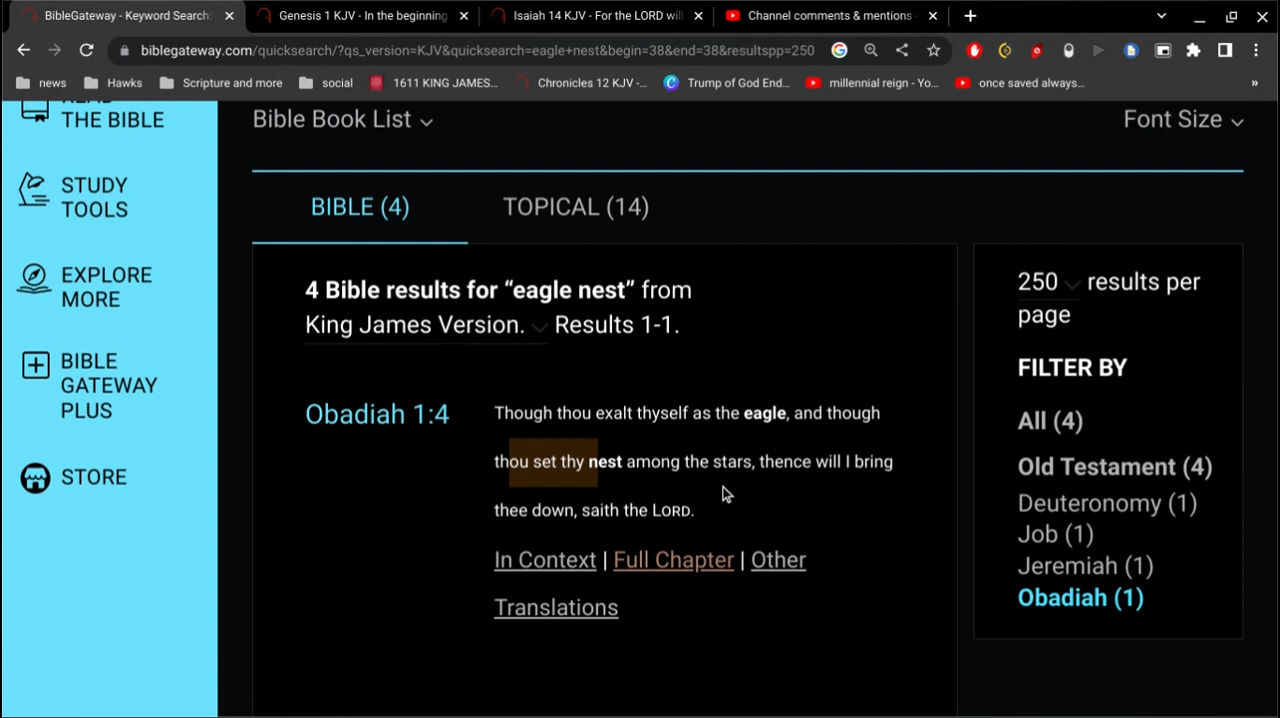 BibleGateway - Keyword Search:
Genesis 1 KJV - In the beginning
Isaiah 14 KJV - For the LORD will
Channel comments & mentions -
biblegateway.com/quicksearch/?qs_version=KJV&quicksearch=eagle+nest&begin=38&end=38&resultspp=250
news
Hawks
Scripture and more
social
1611 KING JAMES...
Chronicles 12 KJV -...
Trump of God End...
millennial reign - Yo...
once saved always...
»
READ
THE BIBLE
STUDY
TOOLS
EXPLORE
MORE
BIBLE
GATEWAY
PLUS
STORE
Bible Book List
Font Size
BIBLE (4)
TOPICAL (14)
4 Bible results for “eagle nest” from
King James Version. Results 1-1.
Obadiah 1:4
Though thou exalt thyself as the eagle, and though
thou set thy nest among the stars, thence will I bring
thee down, saith the LORD.
In Context | Full Chapter | Other
Translations
250 results per
page
FILTER BY
All (4)
Old Testament (4)
Deuteronomy (1)
Job (1)
Jeremiah (1)
Obadiah (1)